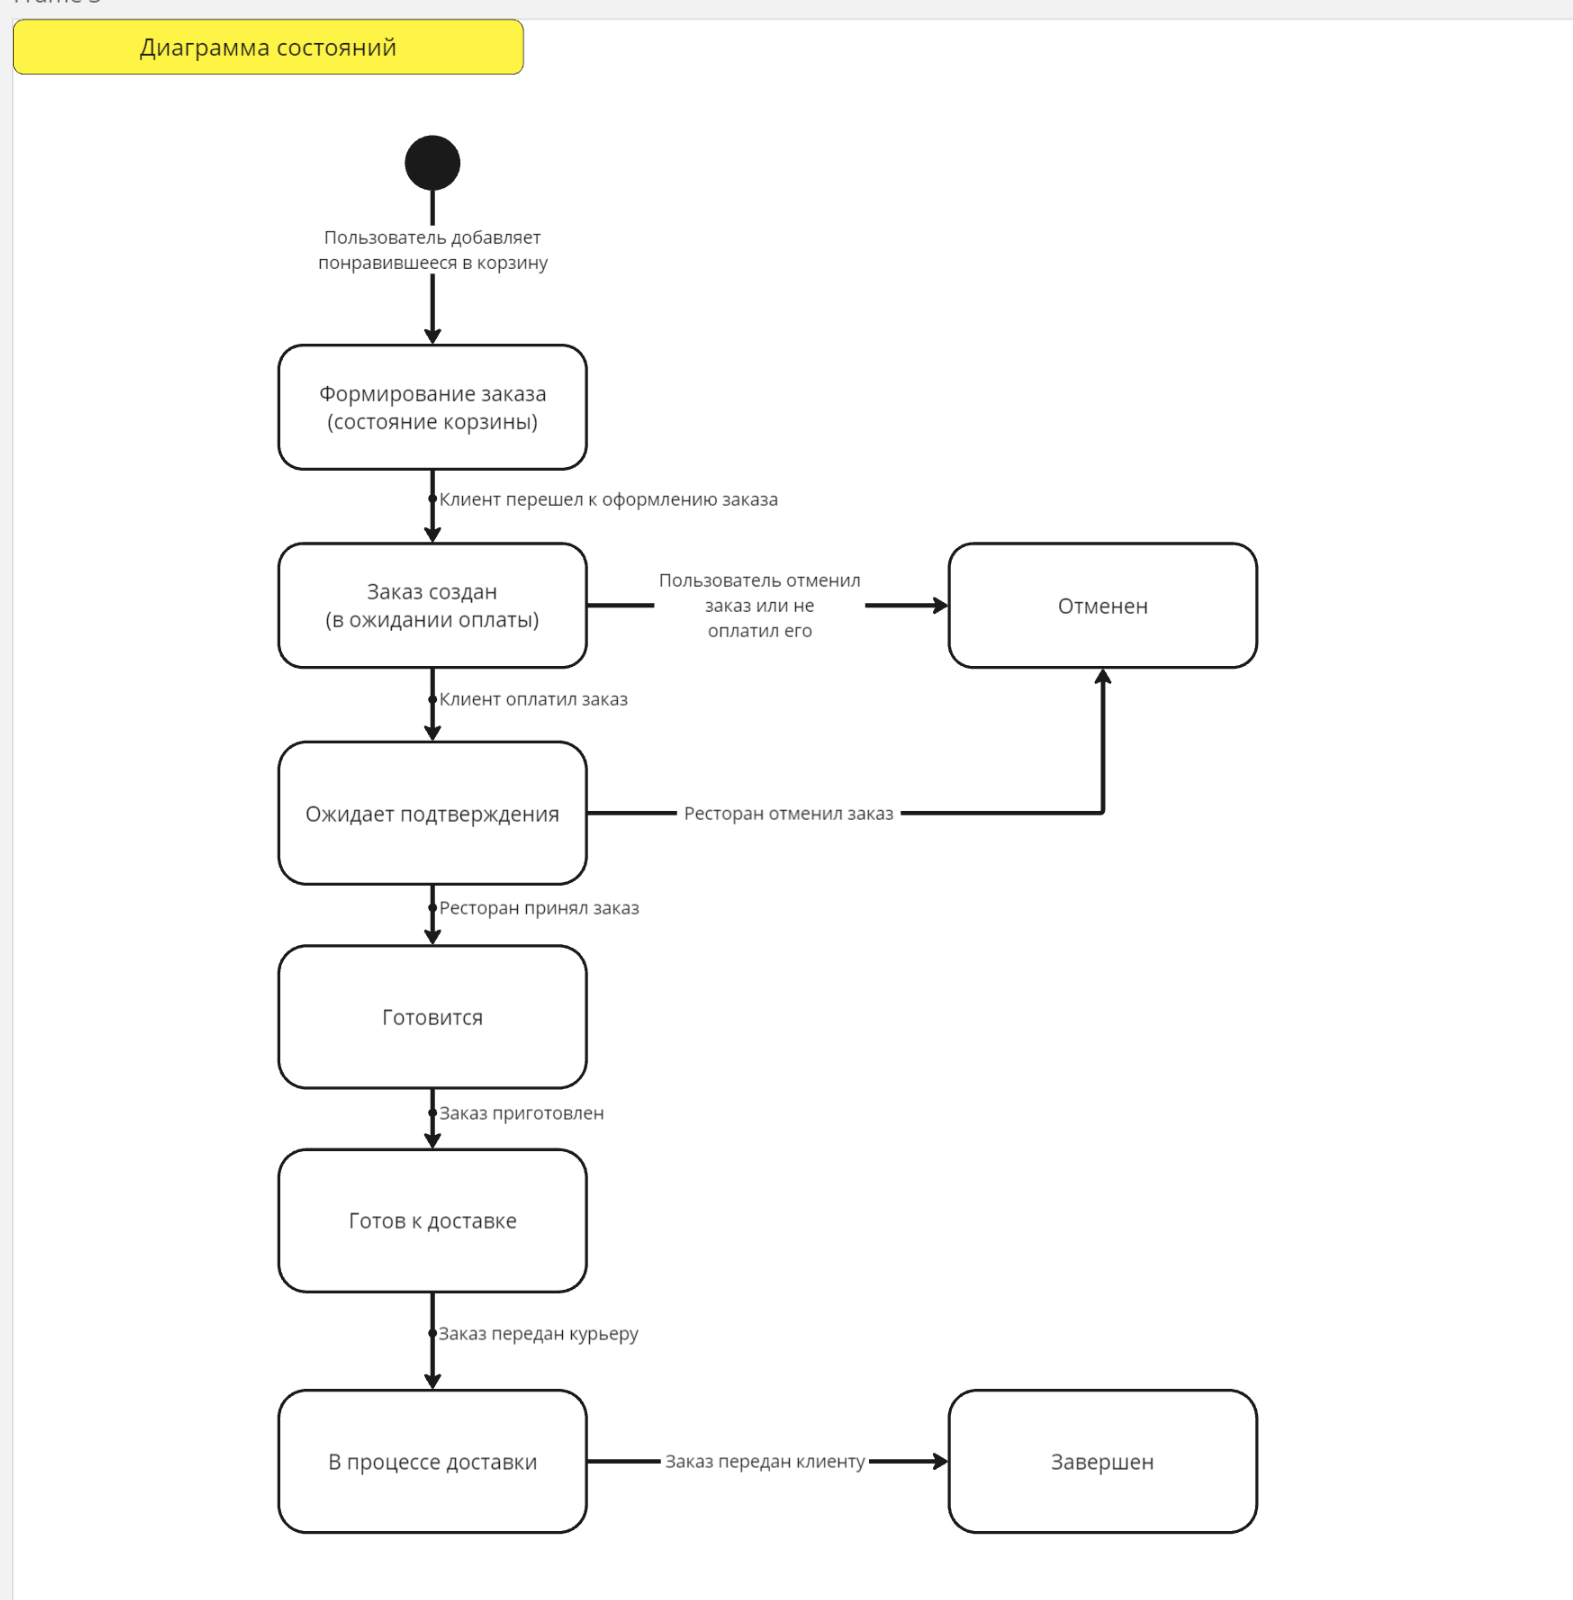 Диаграмма состояний
Пользователь добавляет
понравившееся в корзину
Формирование заказа
(состояние корзины)
Клиент перешел к оформлению заказа
Заказ создан
(в ожидании оплаты)
Пользователь отменил
заказ или не
оплатил его
Отменен
Клиент оплатил заказ
Ожидает подтверждения
Ресторан отменил заказ
Ресторан принял заказ
Готовится
Заказ приготовлен
Готов к доставке
Заказ передан курьеру
В процессе доставки
Заказ передан клиенту
Завершен